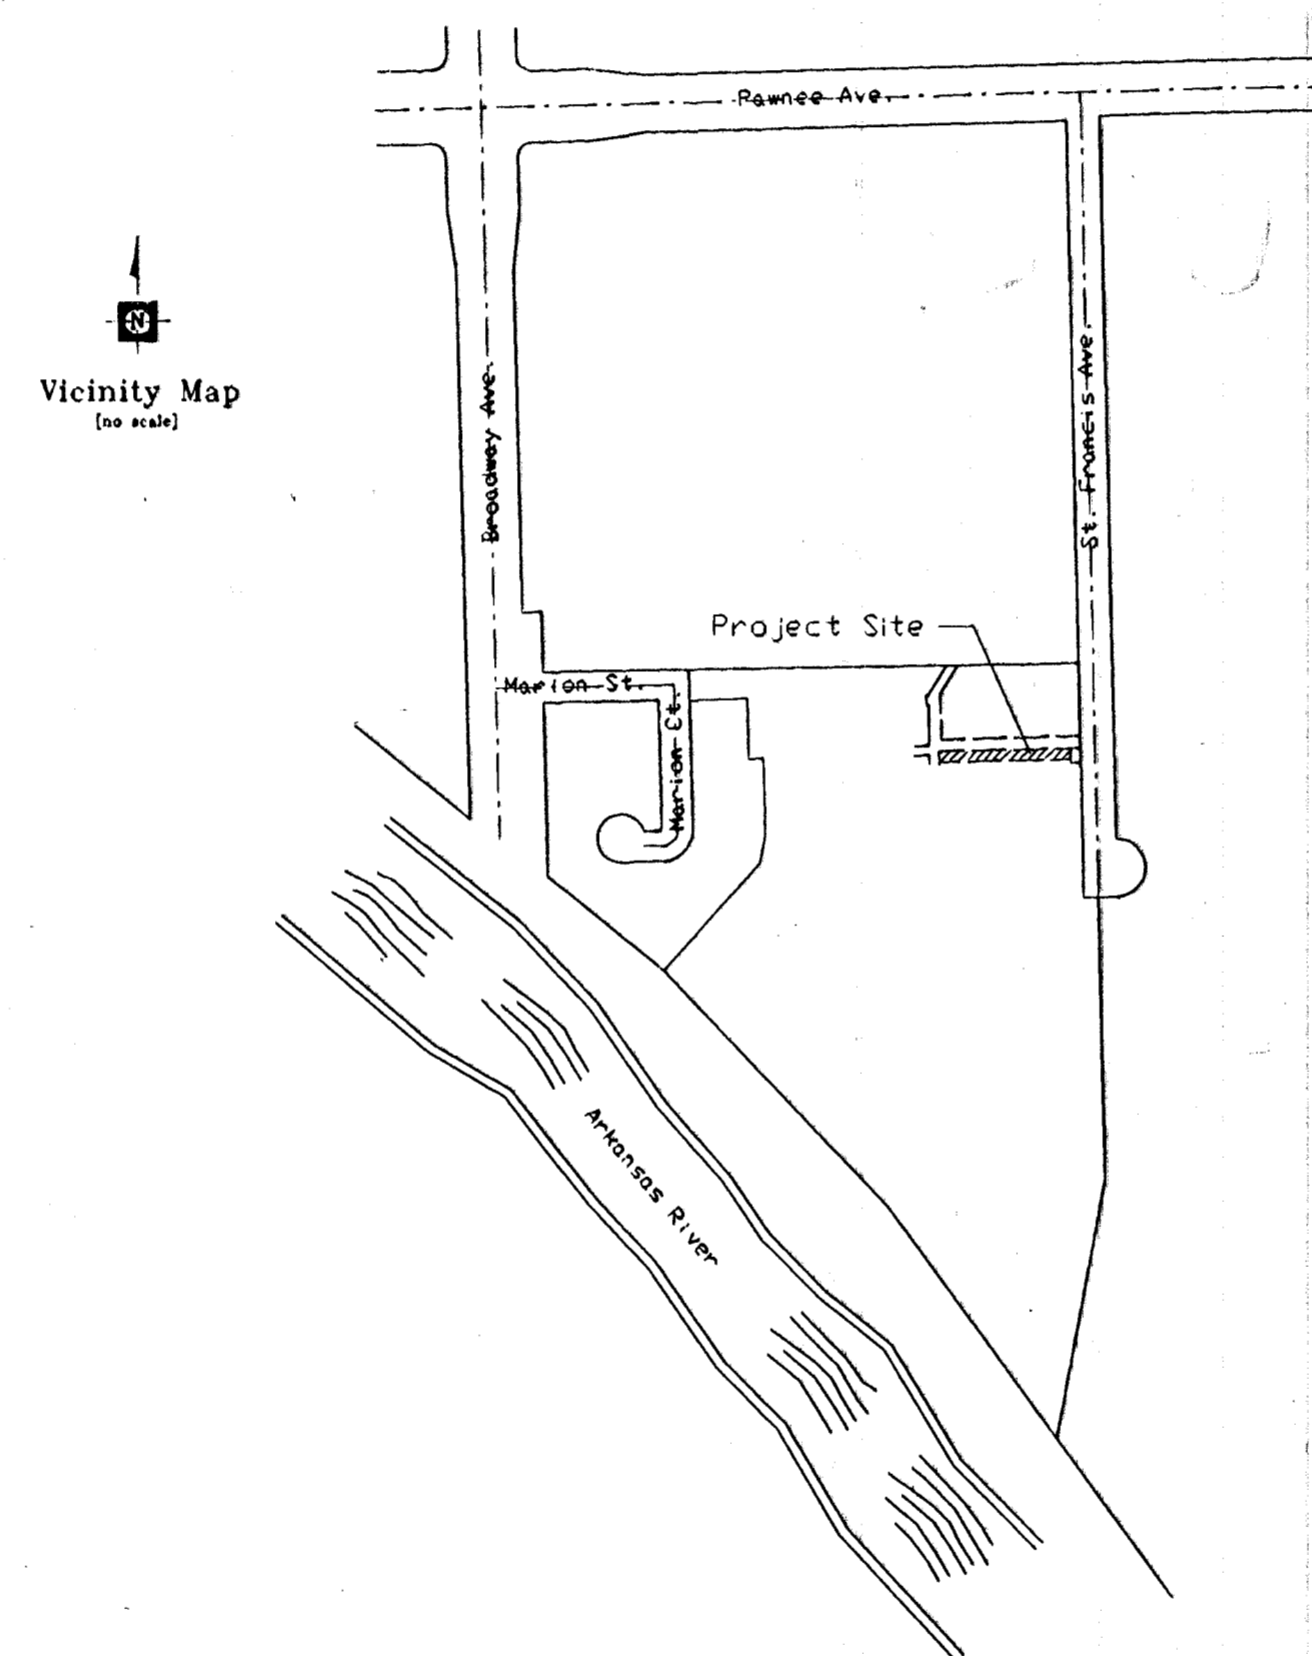 Pawnee Ave.
N
Vicinity Map
[no scale]
Broadway Ave.
St. Francis Ave.
Project Site
Marion St.
Marion Ct.
Arkansas River